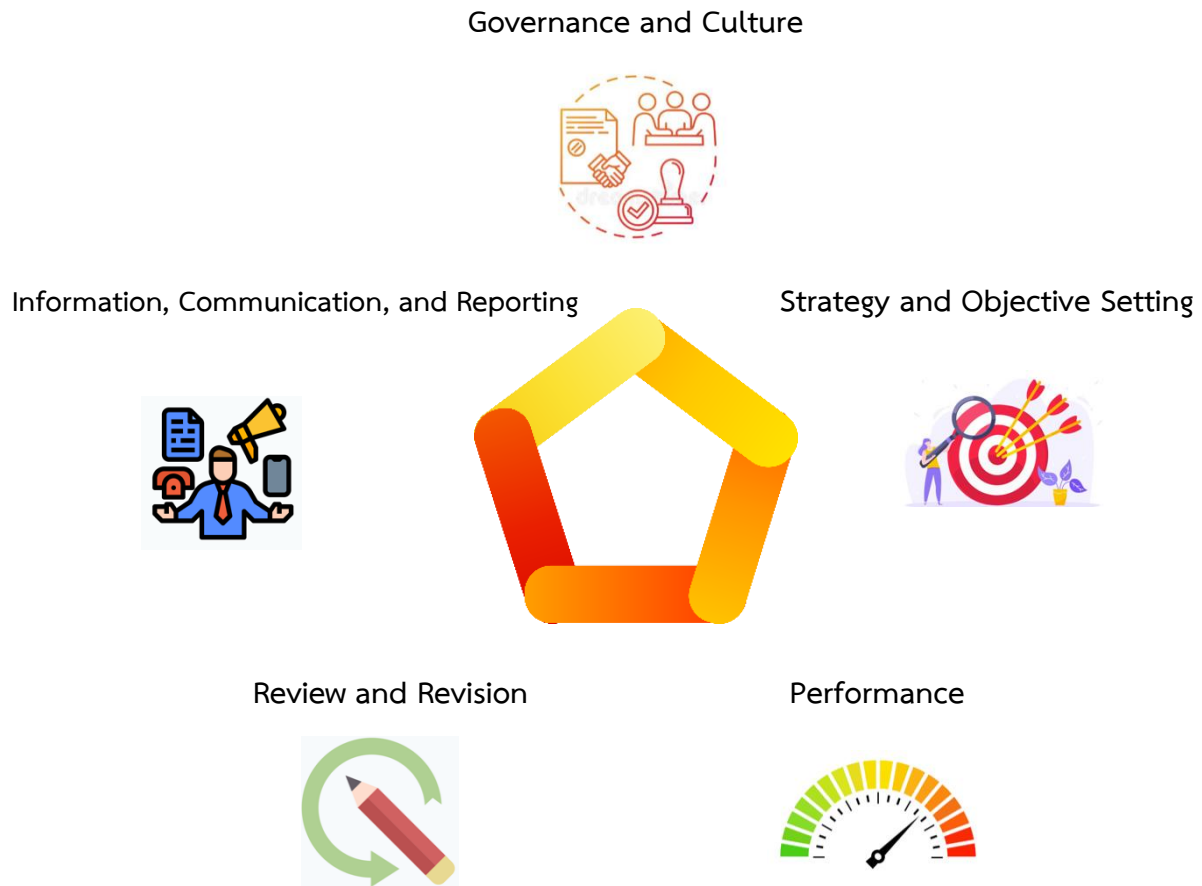 Governance and Culture
Information, Communication, and Reporting
Strategy and Objective Setting
Review and Revision
Performance